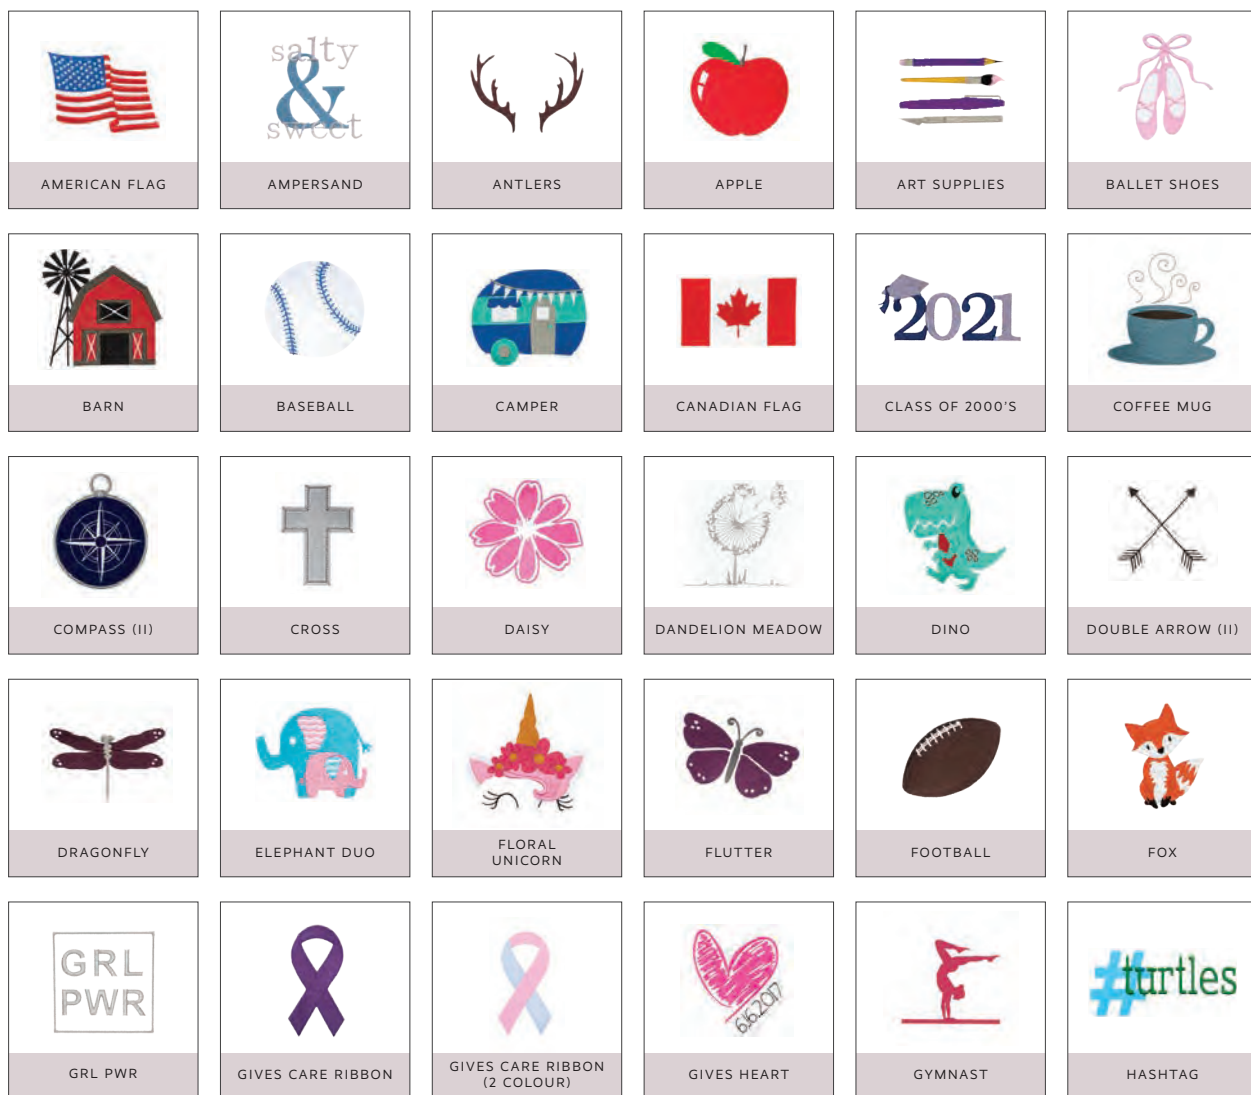 salty
&
sweet
AMERICAN FLAG
AMPERSAND
ANTLERS
APPLE
ART SUPPLIES
BALLET SHOES
2021
BARN
BASEBALL
CAMPER
CANADIAN FLAG
CLASS OF 2000'S
COFFEE MUG
COMPASS (II)
CROSS
DAISY
DANDELION MEADOW
DINO
DOUBLE ARROW (II)
DRAGONFLY
ELEPHANT DUO
FLORAL
UNICORN
FLUTTER
FOOTBALL
FOX
GRL
PWR
6.16.2017
#turtles
GRL PWR
GIVES CARE RIBBON
GIVES CARE RIBBON
(2 COLOUR)
GIVES HEART
GYMNAST
HASHTAG